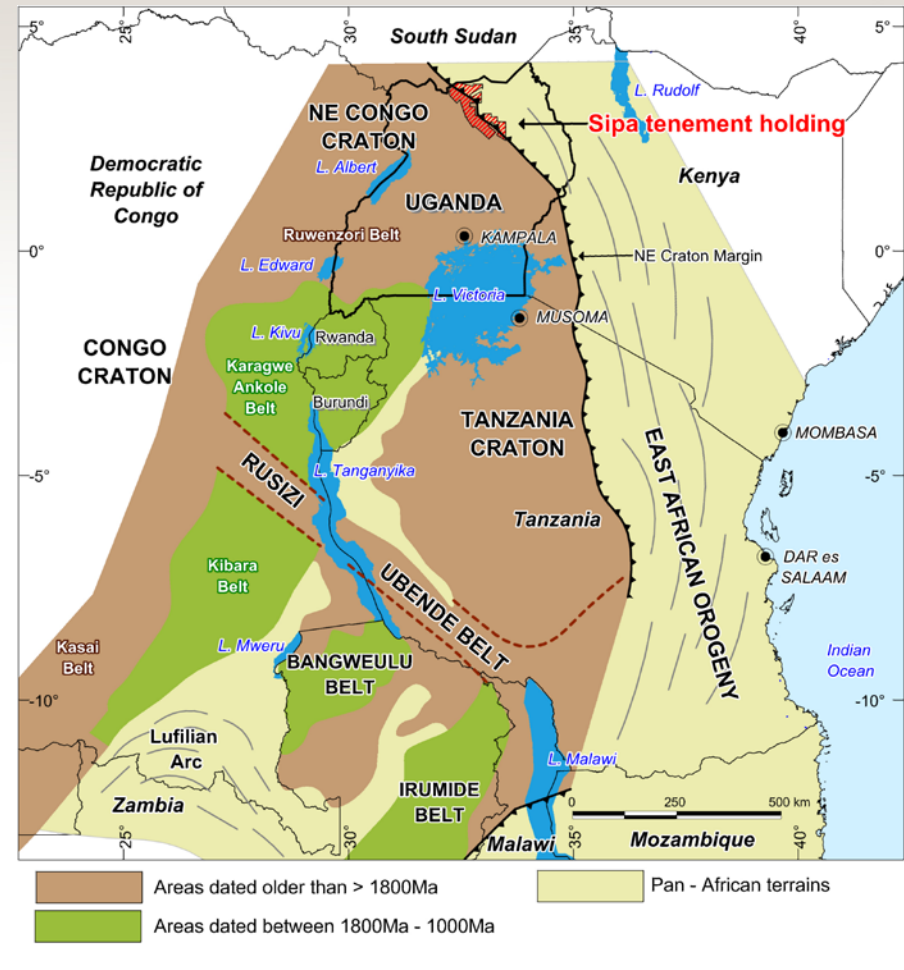 25°
30°
35°
40°
5°
5°
South Sudan
L. Rudolf
NE CONGO
CRATON
Sipa tenement holding
Democratic
Republic of
Congo
L. Albert
Kenya
UGANDA
Ruwenzori Belt
KAMPALA
0°
0°
L. Edward
NE Craton Margin
L. Victoria
MUSOMA
L. Kivu
Rwanda
CONGO
CRATON
Karagwe
Ankole
Belt
Burundi
TANZANIA
CRATON
MOMBASA
EAST AFRICAN OROGENY
RUSIZI
L. Tanganyika
-5°
-5°
Tanzania
DAR es
SALAAM
Kibara
Belt
UBENDE BELT
Kasai
Belt
L. Mweru
BANGWEULU
BELT
Indian
Ocean
-10°
-10°
Lufilian
Arc
L. Malawi
Zambia
IRUMIDE
BELT
0
250
500 km
Malawi
Mozambique
25°
30°
35°
40°
Areas dated older than > 1800Ma
Pan - African terrains
Areas dated between 1800Ma - 1000Ma